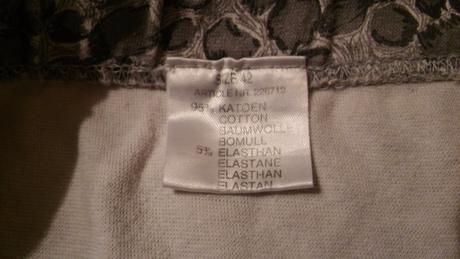 SIZE 42
ARTICLE NR. 226712
95% KATOEN
COTTON
BAUMWOLLE
BOMULL
5% ELASTHAN
ELASTANE
ELASTHAN
ELASTAN